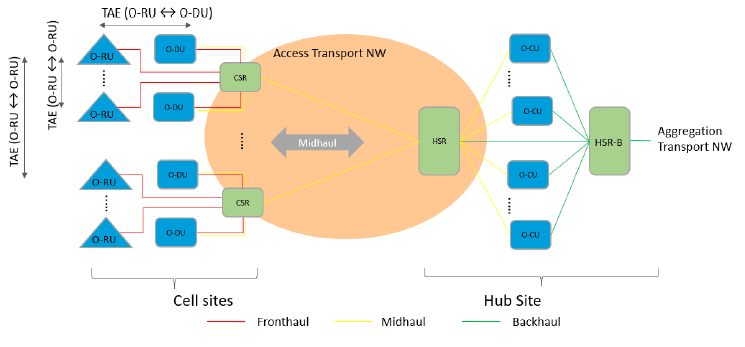 TAE (O-RU ↔ O-DU)
TAE (O-RU ↔ O-RU)
TAE (O-RU ↔ O-RU)
O-RU
O-DU
O-RU
O-DU
CSR
Access Transport NW
Midhaul
O-RU
O-DU
O-RU
O-DU
CSR
HSR
O-CU
O-CU
O-CU
O-CU
HSR-B
Aggregation
Transport NW
Cell sites
Hub Site
Fronthaul
Midhaul
Backhaul